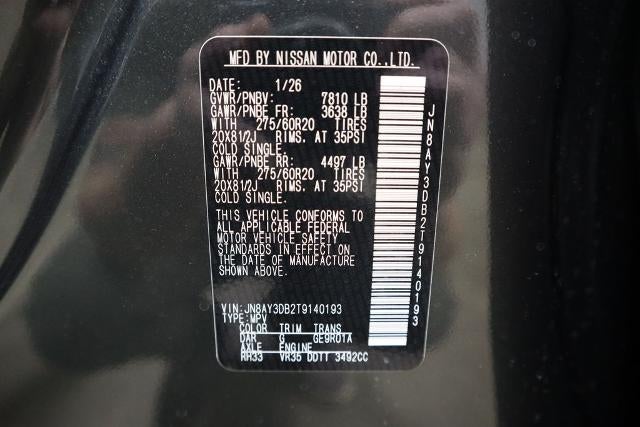 MFD BY NISSAN MOTOR CO.,LTD.
DATE: 1/26
GVWR/PNBV: 7810 LB
GAWR/PNBE FR: 3638 LB
WITH 275/60R20 TIRES
20X81/2J RIMS. AT 35PSI
COLD SINGLE.
GAWR/PNBE RR: 4497 LB
WITH 275/60R20 TIRES
20X81/2J RIMS. AT 35PSI
COLD SINGLE.
THIS VEHICLE CONFORMS TO
ALL APPLICABLE FEDERAL
MOTOR VEHICLE SAFETY
STANDARDS IN EFFECT ON
THE DATE OF MANUFACTURE
SHOWN ABOVE.
VIN:JN8AY3DB2T9140193
TYPE:MPV
COLOR TRIM TRANS
DAR G GE9R01A
AXLE ENGINE
RH33 VR35 DDTT 3492CC
JN8AY3DB2T9140193